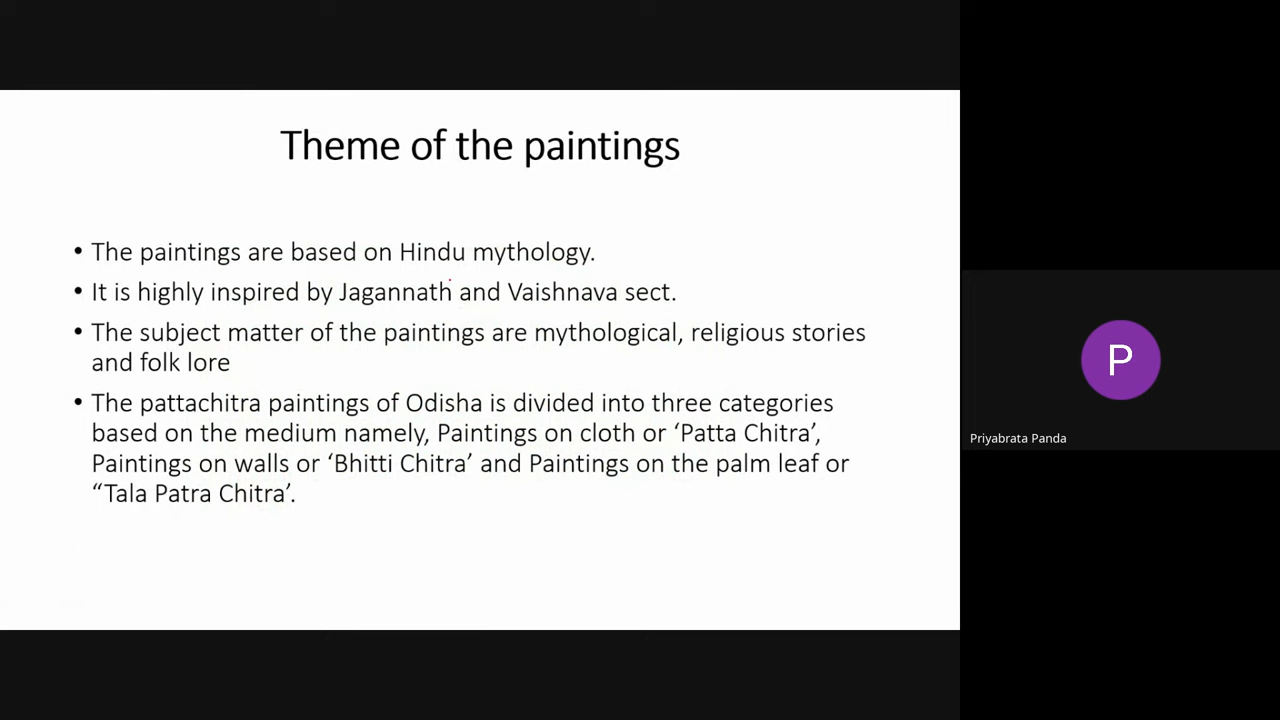 Theme of the paintings
• The paintings are based on Hindu mythology.
• It is highly inspired by Jagannath and Vaishnava sect.
• The subject matter of the paintings are mythological, religious stories
and folk lore
• The pattachitra paintings of Odisha is divided into three categories
based on the medium namely, Paintings on cloth or ‘Patta Chitra’,
Paintings on walls or ‘Bhitti Chitra’ and Paintings on the palm leaf or
“Tala Patra Chitra’.
P
Priyabrata Panda